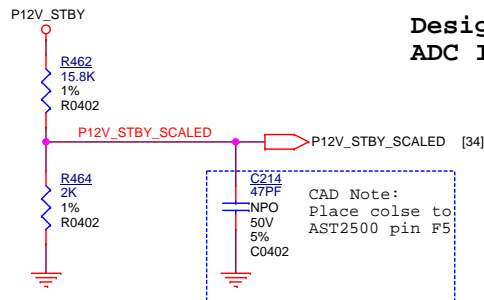 P12V_STBY
Desig
ADC I
R462
15.8K
1%
R0402
P12V_STBY_SCALED
P12V_STBY_SCALED [34]
R464
2K
1%
R0402
C214
47PF
NPO
50V
5%
C0402
CAD Note:
Place colse to
AST2500 pin F5